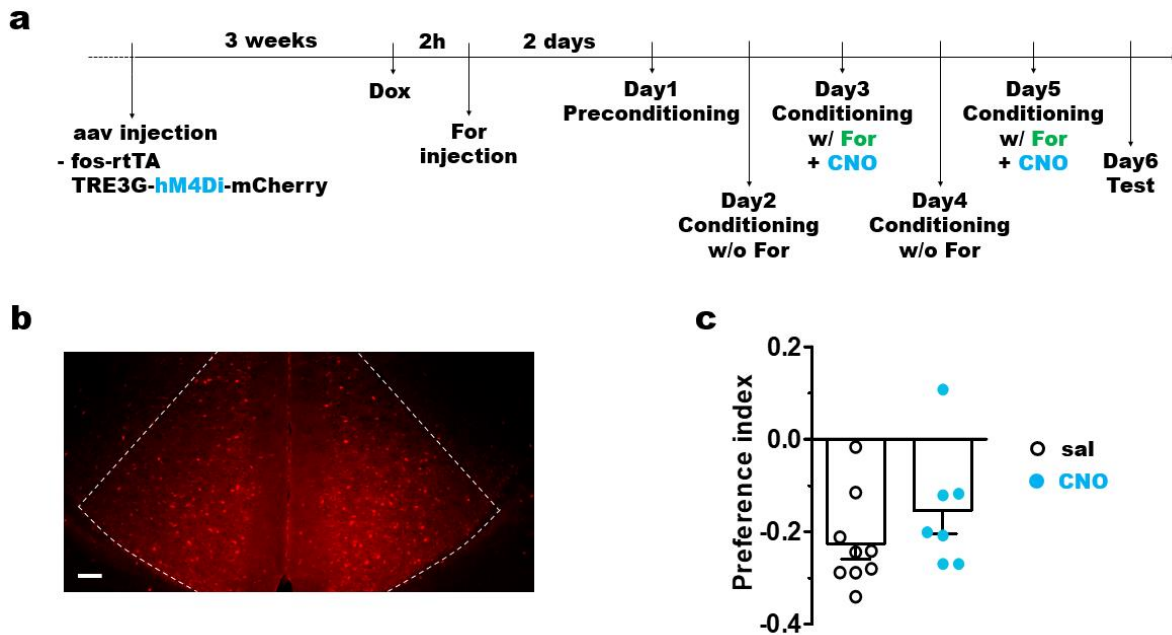 a
3 weeks
2h
2 days
Dox
aav injection
- fos-rtTA
TRE3G-hM4Di-mCherry
For
injection
Day1
Preconditioning
Day2
Conditioning
w/o For
Day3
Conditioning
w/ For
+ CNO
Day4
Conditioning
w/o For
Day5
Conditioning
w/ For
+ CNO
Day6
Test
b
c
Preference index
0.2
0.0
-0.2
-0.4
sal
CNO